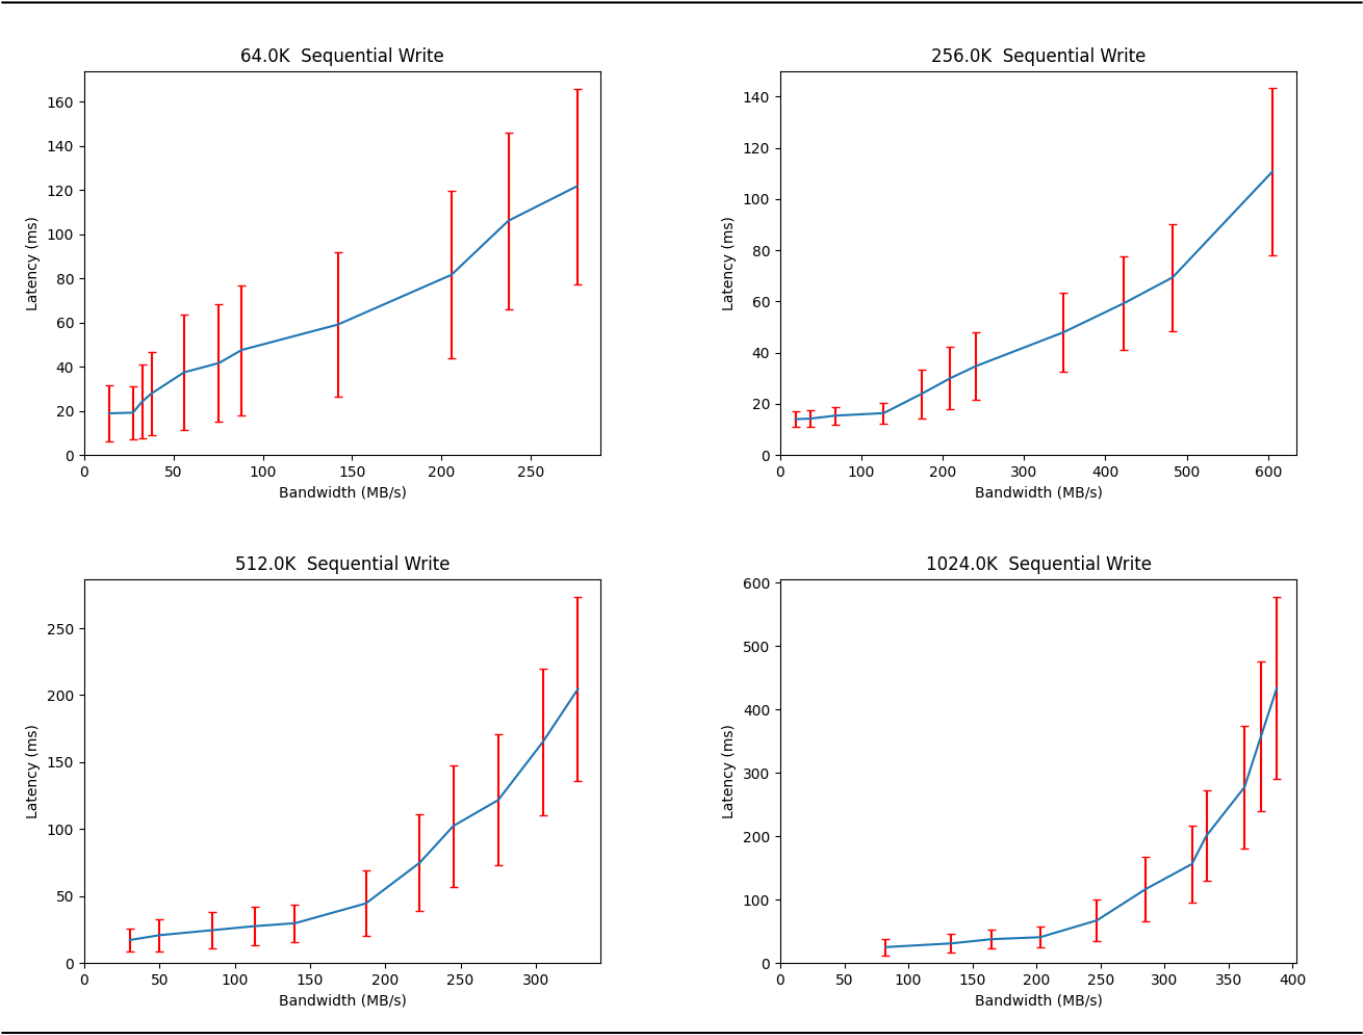 64.0K  Sequential Write
160
140
120
100
80
60
40
20
0
Latency (ms)
0 50 100 150 200 250
Bandwidth (MB/s)
256.0K  Sequential Write
140
120
100
80
60
40
20
0
Latency (ms)
0 100 200 300 400 500 600
Bandwidth (MB/s)
512.0K  Sequential Write
250
200
150
100
50
0
Latency (ms)
0 50 100 150 200 250 300
Bandwidth (MB/s)
1024.0K  Sequential Write
600
500
400
300
200
100
0
Latency (ms)
0 50 100 150 200 250 300 350 400
Bandwidth (MB/s)